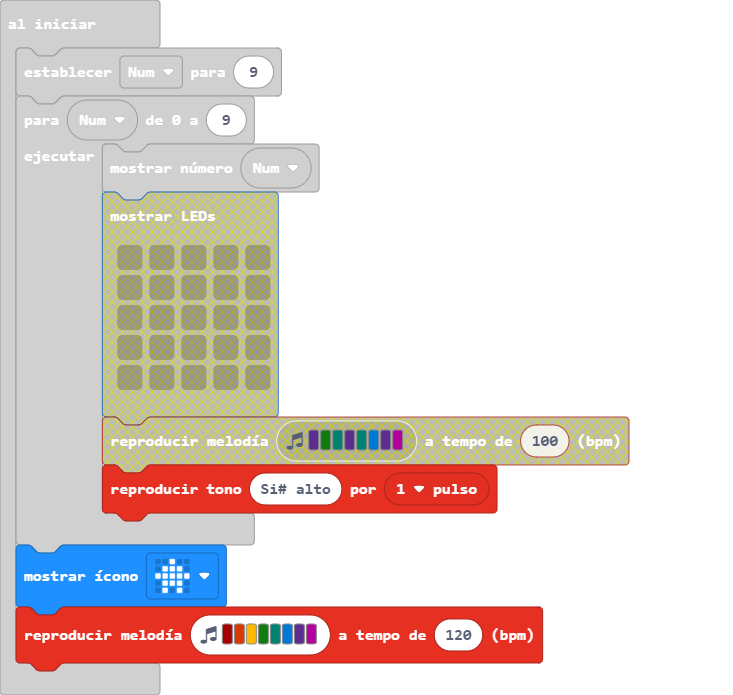 al iniciar
establecer Num para 9
para Num de 0 a 9
ejecutar
mostrar número Num
mostrar LEDs
reproducir melodía a tempo de 100 (bpm)
reproducir tono Si# alto por 1 pulso
mostrar ícono
reproducir melodía a tempo de 120 (bpm)